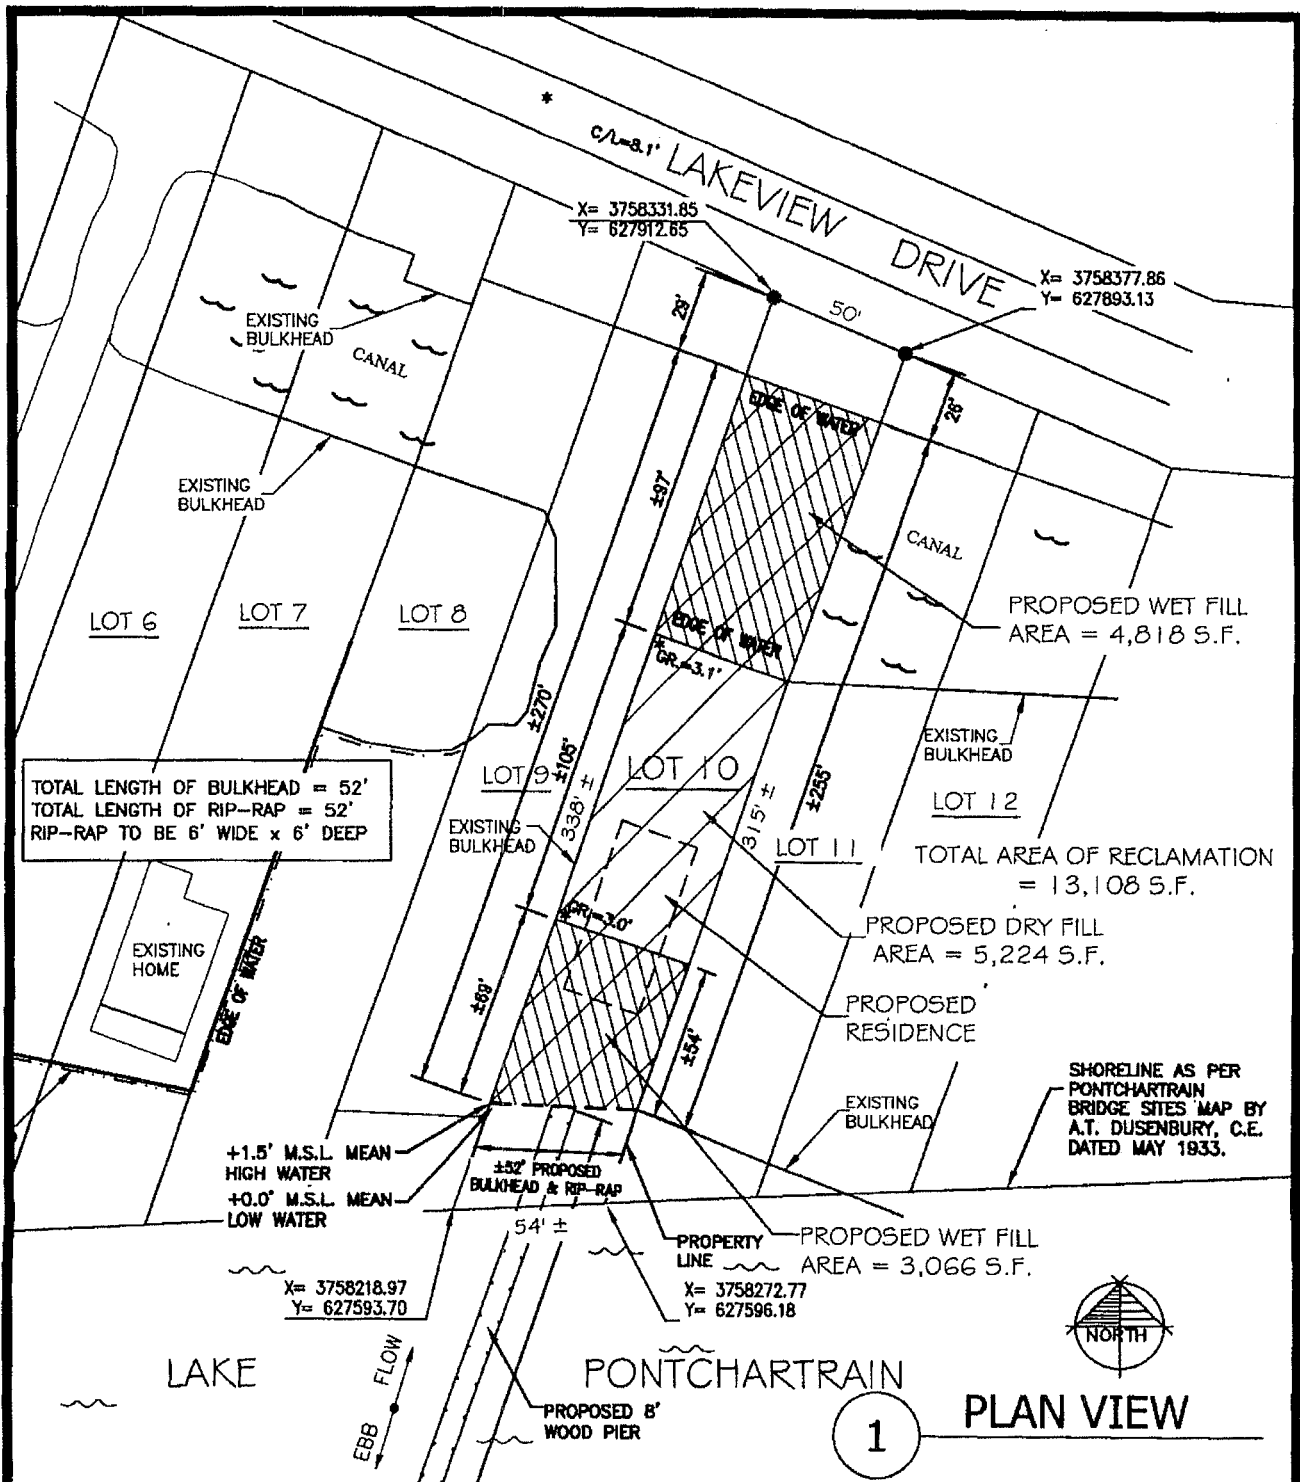 C/L=3.1'
LAKEVIEW DRIVE
X= 3758331.85
Y= 627912.65
X= 3758377.86
Y= 627893.13
50'
29'
26'
EXISTING
BULKHEAD
CANAL
EDGE OF WATER
±97'
EXISTING
BULKHEAD
CANAL
PROPOSED WET FILL
AREA = 4,818 S.F.
LOT 6
LOT 7
LOT 8
EDGE OF WATER
GR.=3.1'
±270'
±105'
338' ±
EXISTING
BULKHEAD
TOTAL LENGTH OF BULKHEAD = 52'
TOTAL LENGTH OF RIP-RAP = 52'
RIP-RAP TO BE 6' WIDE x 6' DEEP
LOT 9
LOT 10
315' ±
±255'
LOT 12
EXISTING
BULKHEAD
LOT 11
TOTAL AREA OF RECLAMATION
= 13,108 S.F.
GR.=3.0'
PROPOSED DRY FILL
AREA = 5,224 S.F.
EXISTING
HOME
EDGE OF WATER
±69'
±54'
PROPOSED
RESIDENCE
SHORELINE AS PER
PONTCHARTRAIN
BRIDGE SITES MAP BY
A.T. DUSENBURY, C.E.
DATED MAY 1933.
EXISTING
BULKHEAD
+1.5' M.S.L. MEAN
HIGH WATER
+0.0' M.S.L. MEAN
LOW WATER
±52' PROPOSED
BULKHEAD & RIP-RAP
54' ±
PROPERTY
LINE
PROPOSED WET FILL
AREA = 3,066 S.F.
X= 3758218.97
Y= 627593.70
X= 3758272.77
Y= 627596.18
NORTH
LAKE PONTCHARTRAIN
FLOW
EBB
PROPOSED 8'
WOOD PIER
1
PLAN VIEW